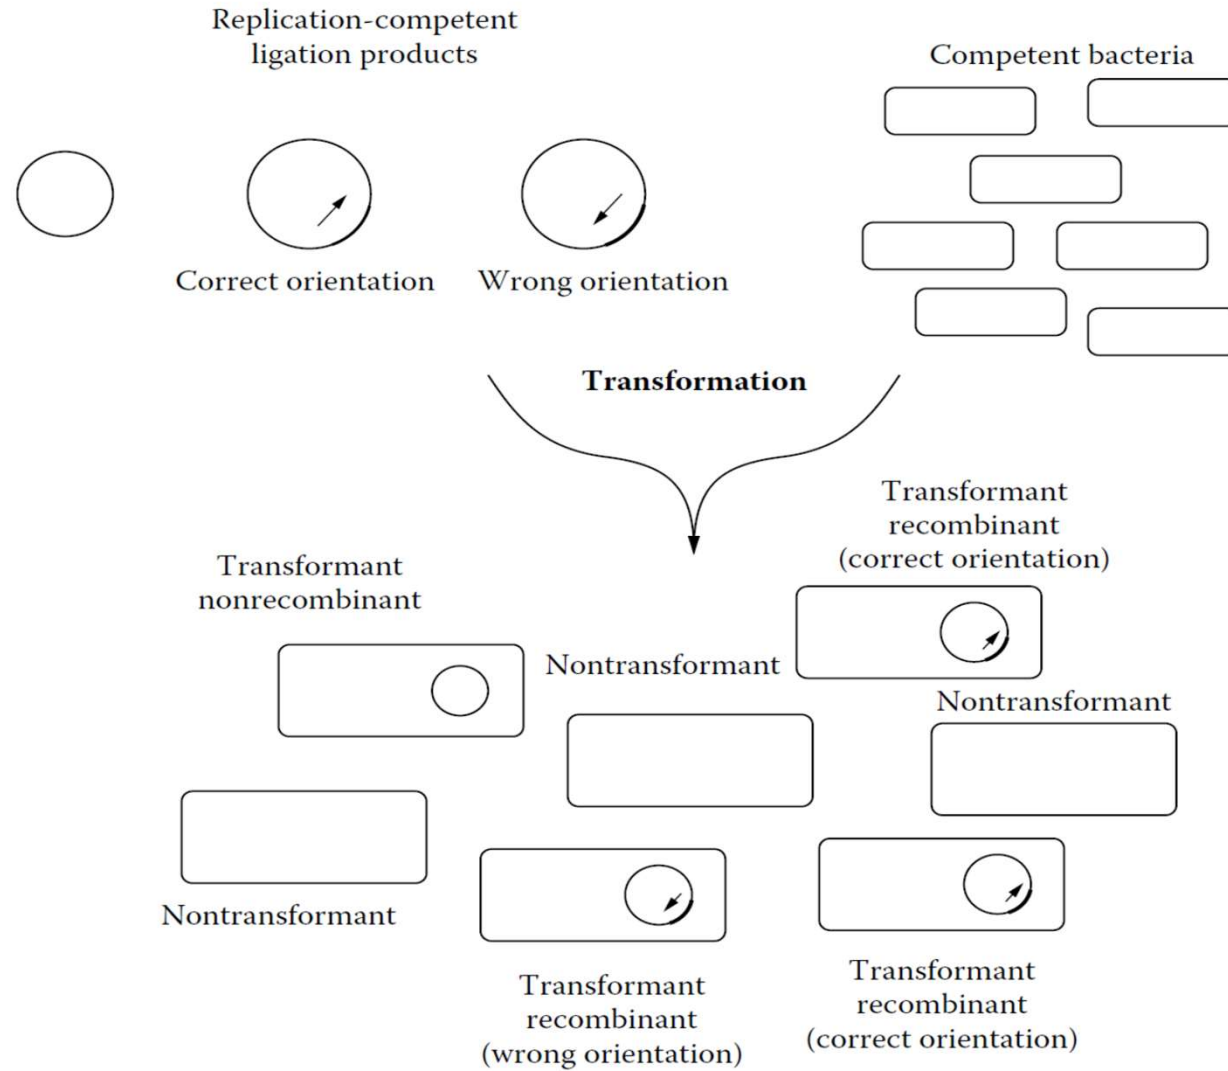 Replication-competent
ligation products
Competent bacteria
Correct orientation
Wrong orientation
Transformation
Transformant
recombinant
(correct orientation)
Transformant
nonrecombinant
Nontransformant
Nontransformant
Nontransformant
Transformant
recombinant
(wrong orientation)
Transformant
recombinant
(correct orientation)